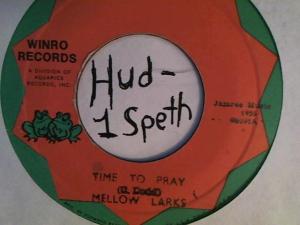 WINRO
RECORDS
A DIVISION OF
AQUARIUS
RECORDS, INC.
Hud-
1 Speth
TIME TO PRAY
MELLOW LARKS